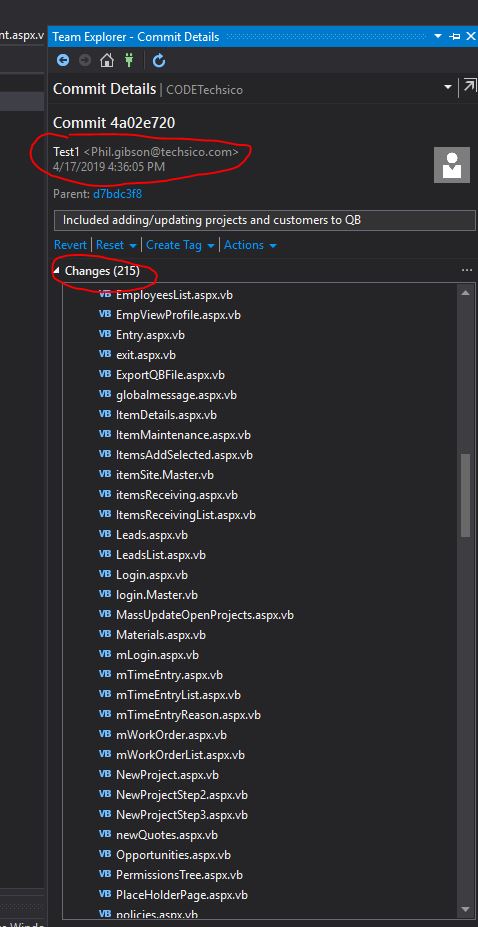 nt.aspx.v
Team Explorer - Commit Details
Commit Details | CODETechsico
Commit 4a02e720
Test1 <Phil.gibson@techsico.com>
4/17/2019 4:36:05 PM
Parent: d7bdc3f8
Included adding/updating projects and customers to QB
Revert | Reset | Create Tag | Actions
Changes (215)
VB EmployeesList.aspx.vb
VB EmpViewProfile.aspx.vb
VB Entry.aspx.vb
VB exit.aspx.vb
VB ExportQBFile.aspx.vb
VB globalmessage.aspx.vb
VB ItemDetails.aspx.vb
VB ItemMaintenance.aspx.vb
VB ItemsAddSelected.aspx.vb
VB itemSite.Master.vb
VB itemsReceiving.aspx.vb
VB ItemsReceivingList.aspx.vb
VB Leads.aspx.vb
VB LeadsList.aspx.vb
VB Login.aspx.vb
VB login.Master.vb
VB MassUpdateOpenProjects.aspx.vb
VB Materials.aspx.vb
VB mLogin.aspx.vb
VB mTimeEntry.aspx.vb
VB mTimeEntryList.aspx.vb
VB mTimeEntryReason.aspx.vb
VB mWorkOrder.aspx.vb
VB mWorkOrderList.aspx.vb
VB NewProject.aspx.vb
VB NewProjectStep2.aspx.vb
VB NewProjectStep3.aspx.vb
VB newQuotes.aspx.vb
VB Opportunities.aspx.vb
VB PermissionsTree.aspx.vb
VB PlaceHolderPage.aspx.vb
VB policies.aspx.vb